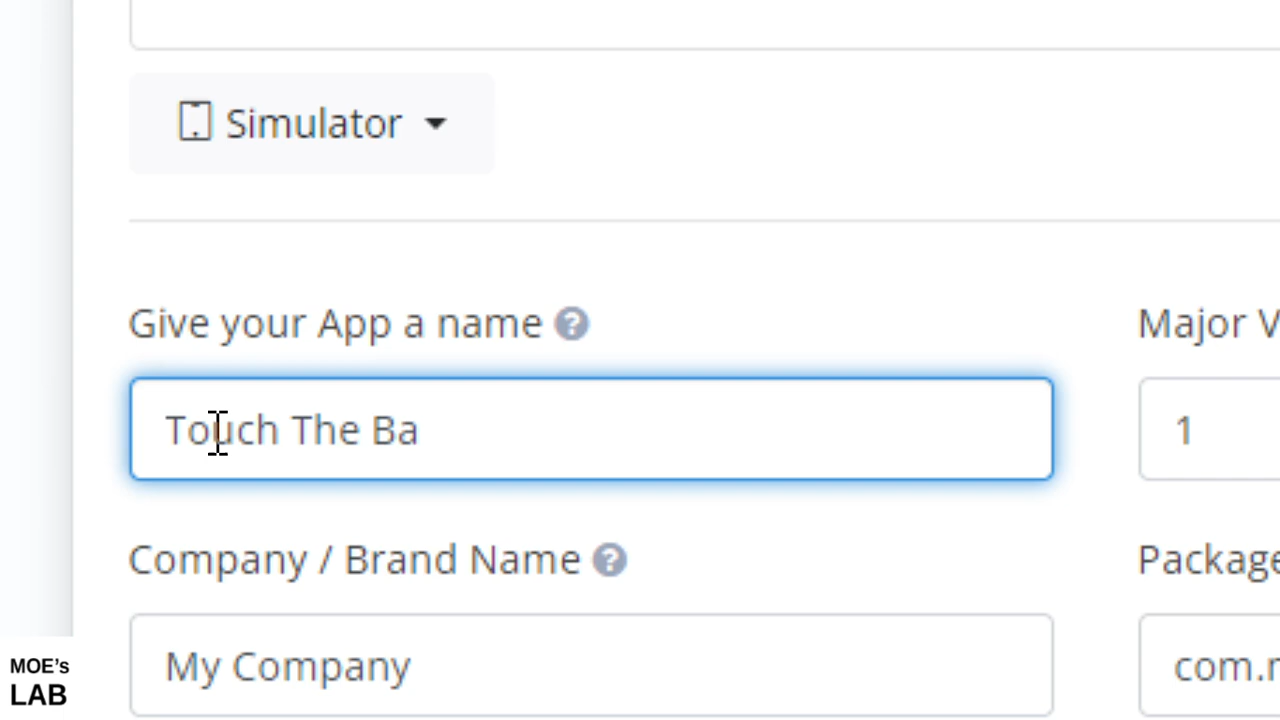 Simulator
Give your App a name ?
Major V
Touch The Ba
1
Company / Brand Name ?
Package
My Company
com.
MOE's
LAB